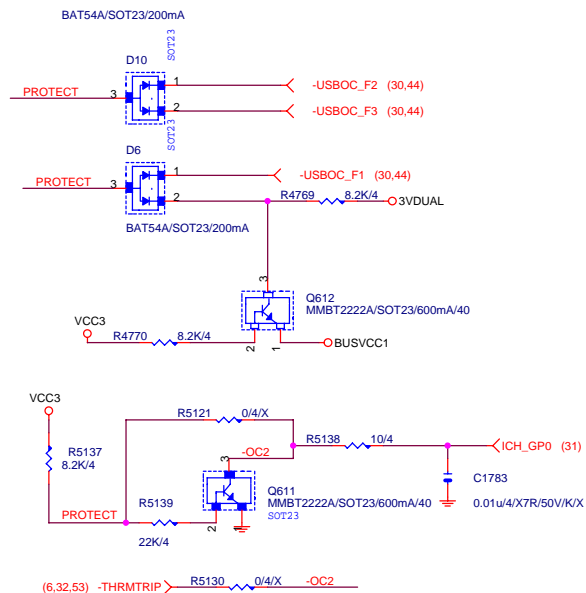 BAT54A/SOT23/200mA
SOT23
D10
PROTECT
3
1
-USBOC_F2 (30,44)
2
-USBOC_F3 (30,44)
SOT23
D6
PROTECT
3
1
-USBOC_F1 (30,44)
2
R4769
8.2K/4
3VDUAL
BAT54A/SOT23/200mA
3
Q612
MMBT2222A/SOT23/600mA/40
VCC3
R4770
8.2K/4
2
1
BUSVCC1
VCC3
R5121
0/4/X
R5137
8.2K/4
-OC2
3
R5138
10/4
ICH_GP0 (31)
C1783
0.01u/4/X7R/50V/K/X
Q611
MMBT2222A/SOT23/600mA/40
SOT23
R5139
PROTECT
2
1
22K/4
(6,32,53) -THRMTRIP
R5130
0/4/X
-OC2